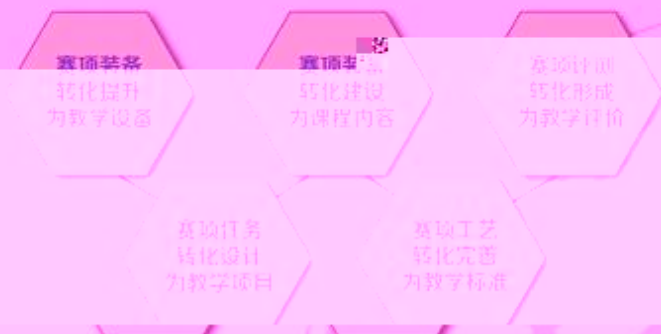 赛项装备
转化提升
为教学设备
赛项
转化建设
为课程内容
赛项评
转化形成
为教学评价
赛项任务
转化设计
为教学项目
赛项工艺
转化完善
为教学标准